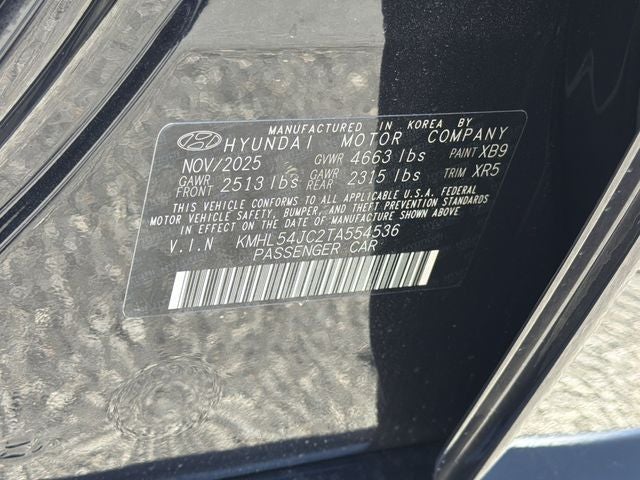 MANUFACTURED IN KOREA BY
HYUNDAI MOTOR COMPANY
NOV/2025 GVWR 4663 lbs PAINT XB9
GAWR FRONT 2513 lbs GAWR REAR 2315 lbs TRIM XR5
THIS VEHICLE CONFORMS TO ALL APPLICABLE U.S.A. FEDERAL
MOTOR VEHICLE SAFETY, BUMPER, AND THEFT PREVENTION STANDARDS
IN EFFECT ON THE DATE OF MANUFACTURE SHOWN ABOVE.
V.I.N KMHL54JC2TA554536
PASSENGER CAR